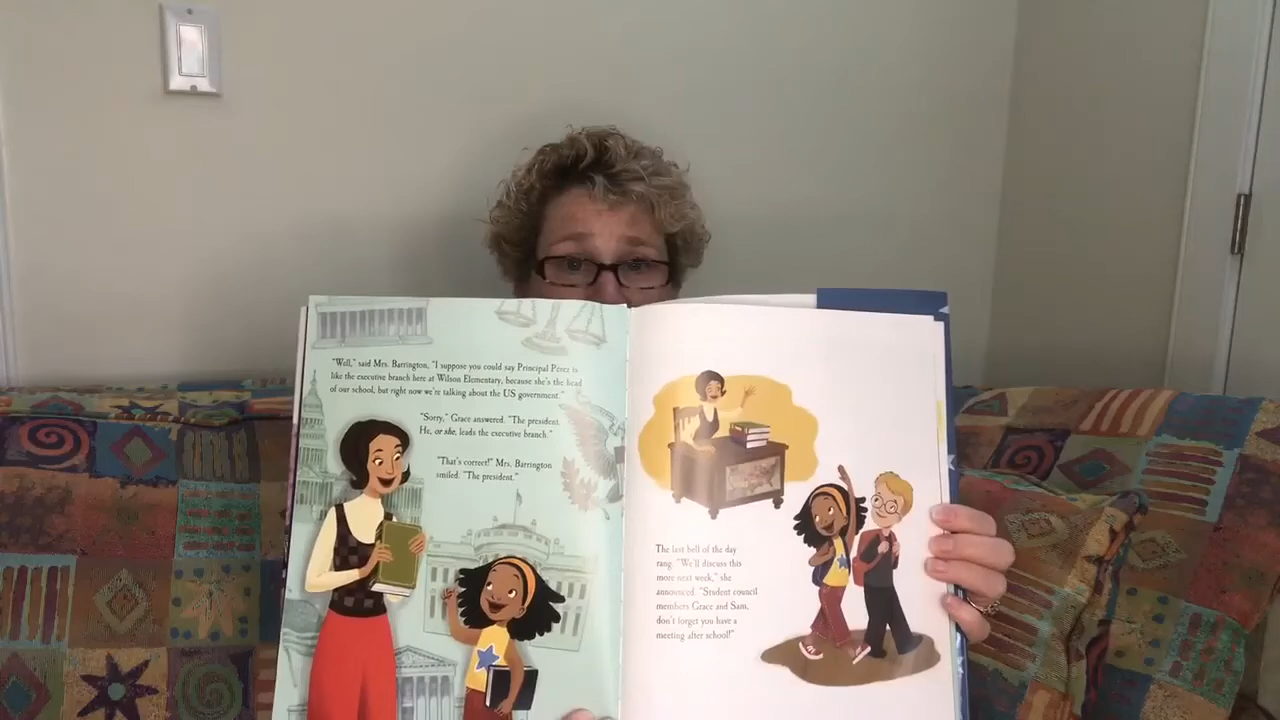 "Well," said Mrs. Barrington, "I suppose you could say Principal Pérez is
like the executive branch here at Wilson Elementary, because she's the head
of our school, but right now we're talking about the US government."
"Sorry," Grace answered. "The president.
He, or she, leads the executive branch."
"That's correct!" Mrs. Barrington
smiled. "The president."
The last bell of the day
rang. "We'll discuss this
more next week," she
announced. "Student council
members Grace and Sam,
don't forget you have a
meeting after school!"